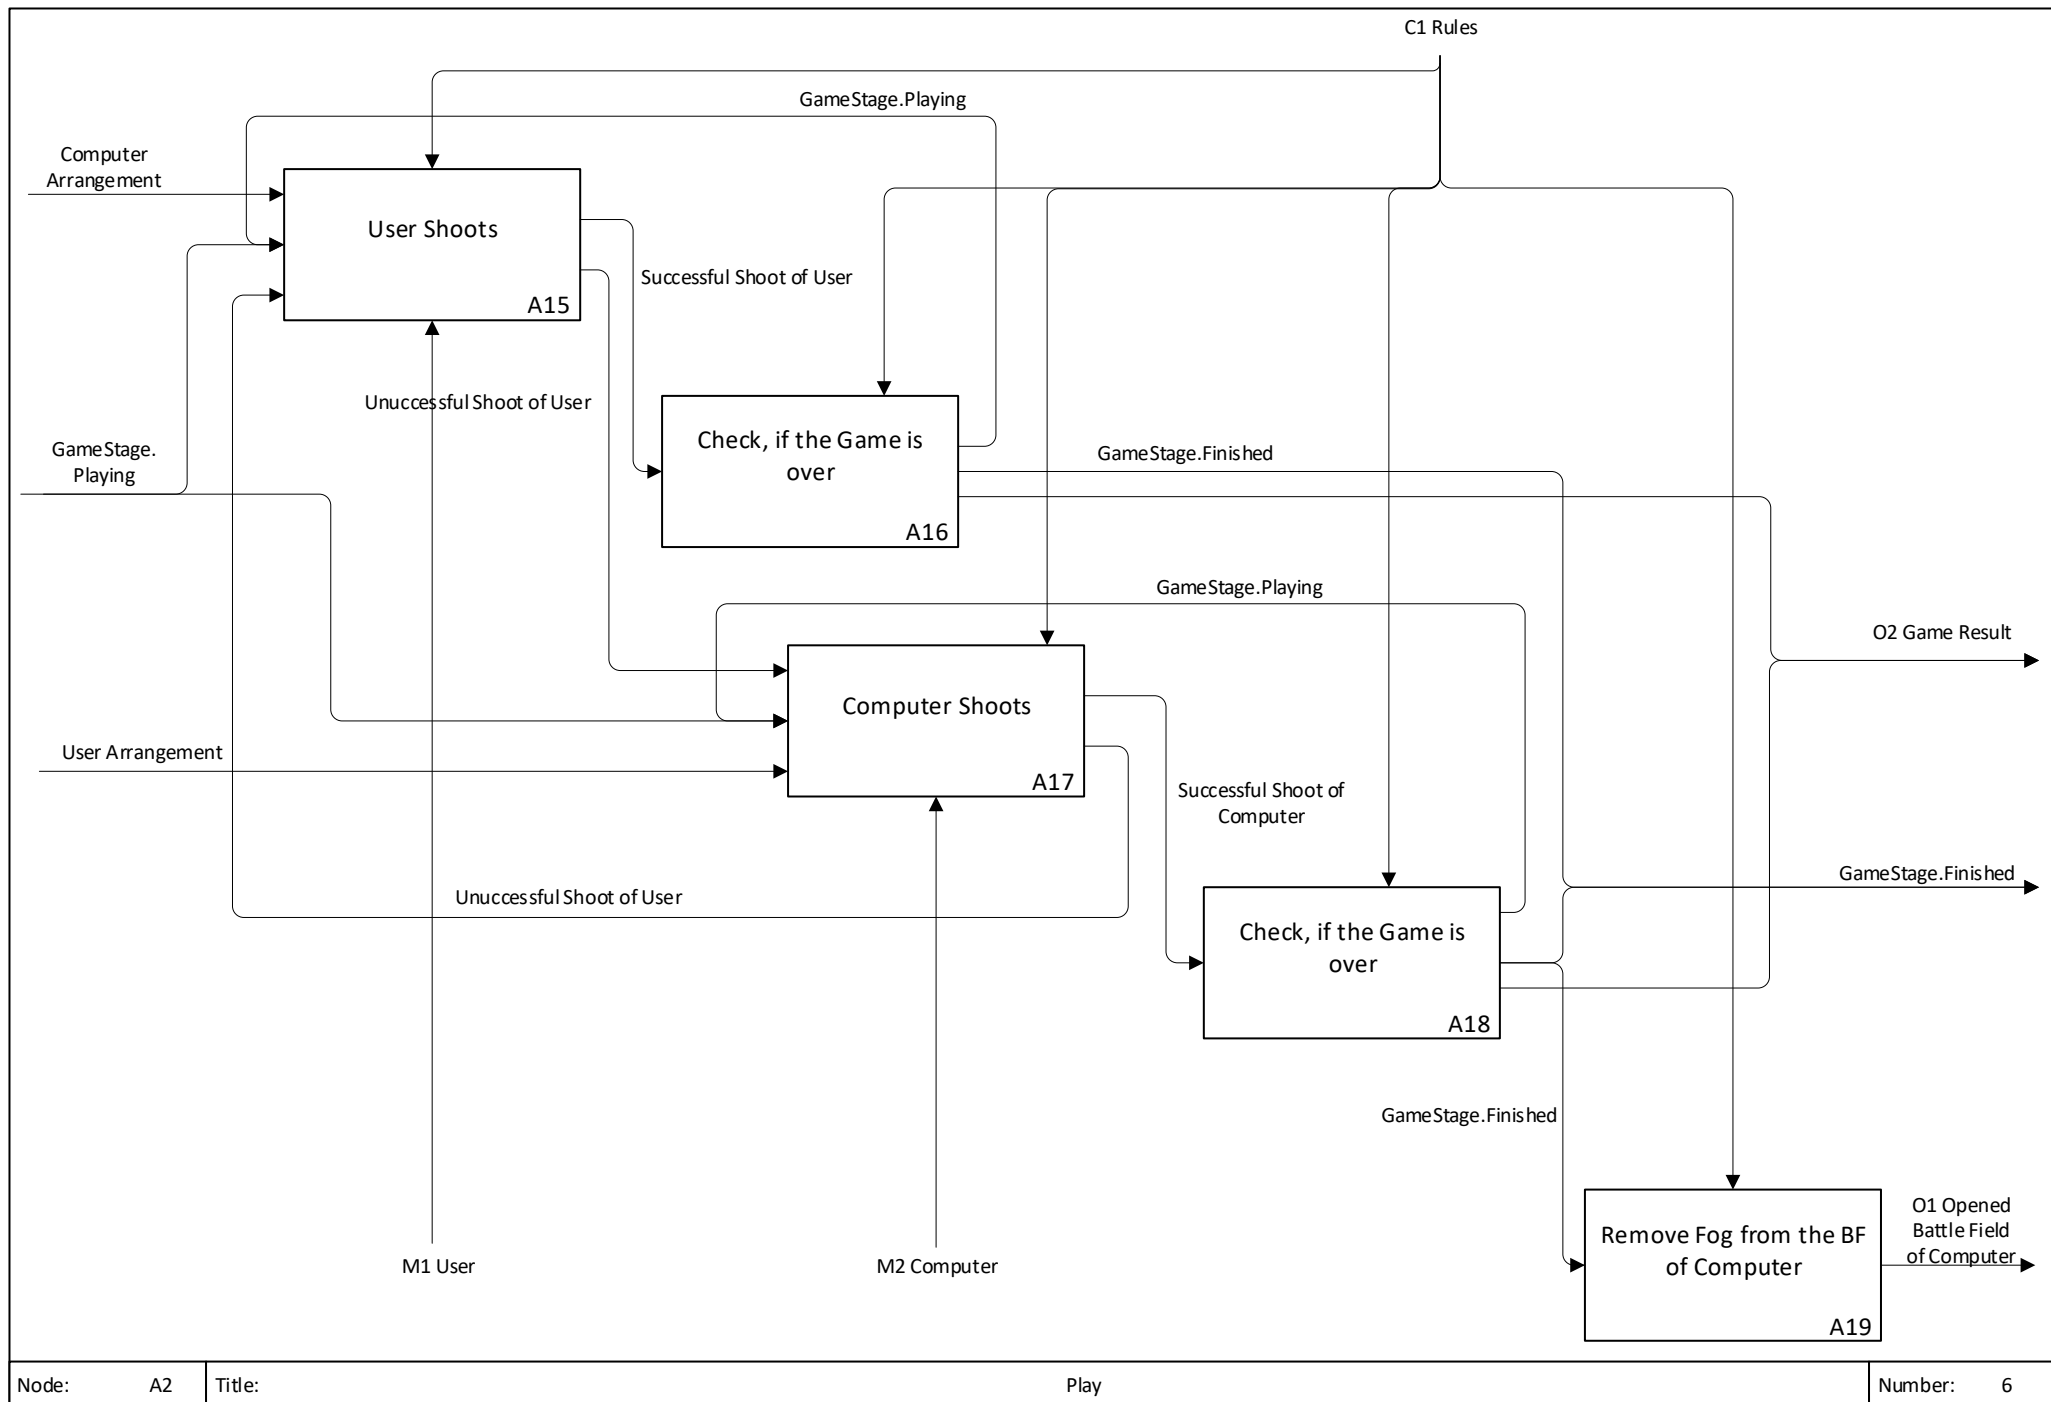 C1 Rules
GameStage.Playing
Computer
Arrangement
User Shoots
A15
Successful Shoot of User
Unuccessful Shoot of User
GameStage.
Playing
Check, if the Game is
over
A16
GameStage.Finished
GameStage.Playing
O2 Game Result
Computer Shoots
A17
User Arrangement
Successful Shoot of
Computer
GameStage.Finished
Unuccessful Shoot of User
Check, if the Game is
over
A18
GameStage.Finished
O1 Opened
Battle Field
of Computer
Remove Fog from the BF
of Computer
A19
M1 User
M2 Computer
Node: A2 Title: Play Number: 6